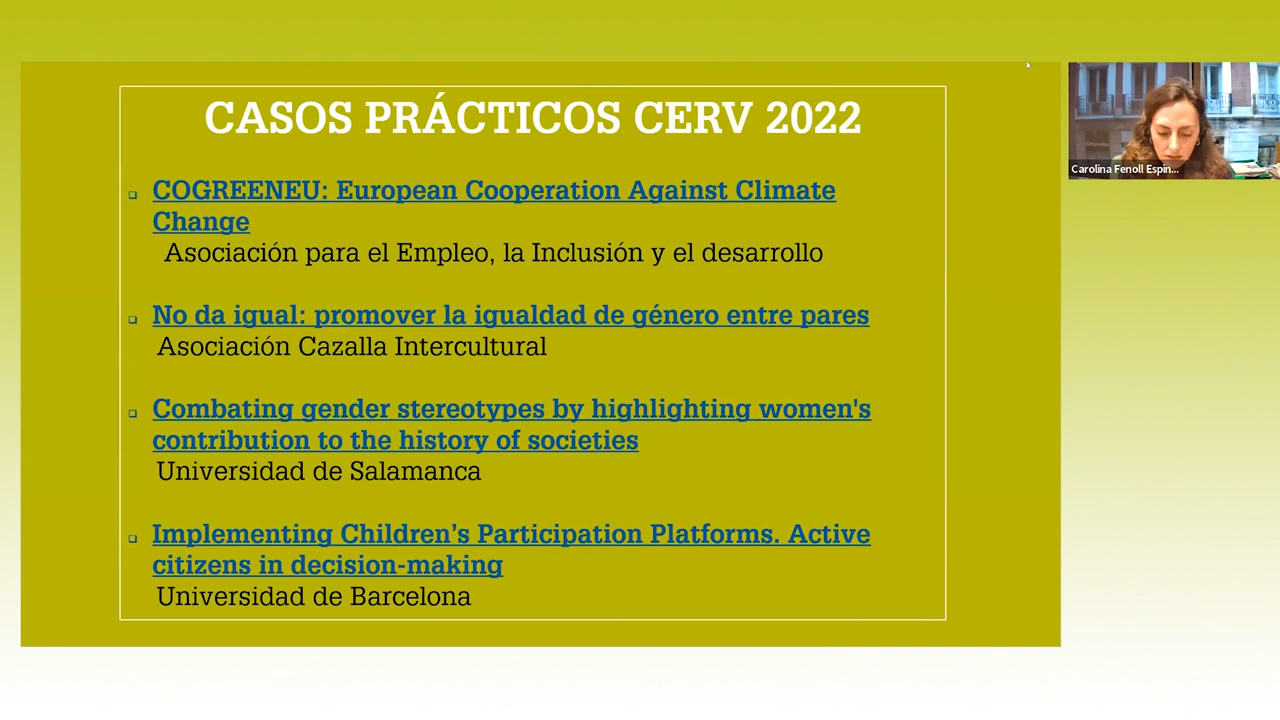 CASOS PRÁCTICOS CERV 2022
COGREENEU: European Cooperation Against Climate
Change
Asociación para el Empleo, la Inclusión y el desarrollo
No da igual: promover la igualdad de género entre pares
Asociación Cazalla Intercultural
Combating gender stereotypes by highlighting women's
contribution to the history of societies
Universidad de Salamanca
Implementing Children’s Participation Platforms. Active
citizens in decision-making
Universidad de Barcelona
Carolina Fenoll Espin...